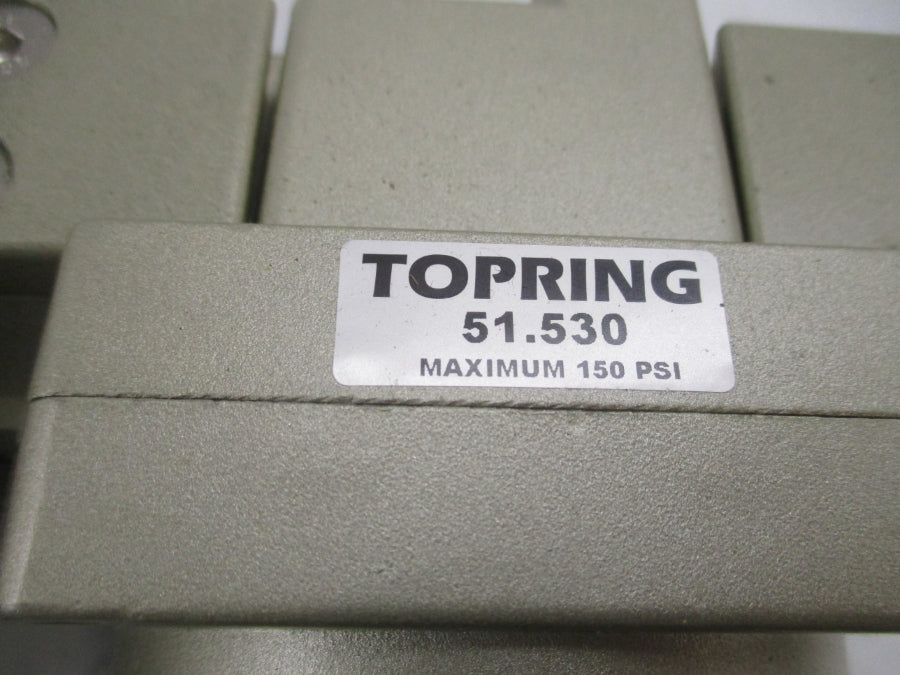 TOPRING
51.530
MAXIMUM 150 PSI